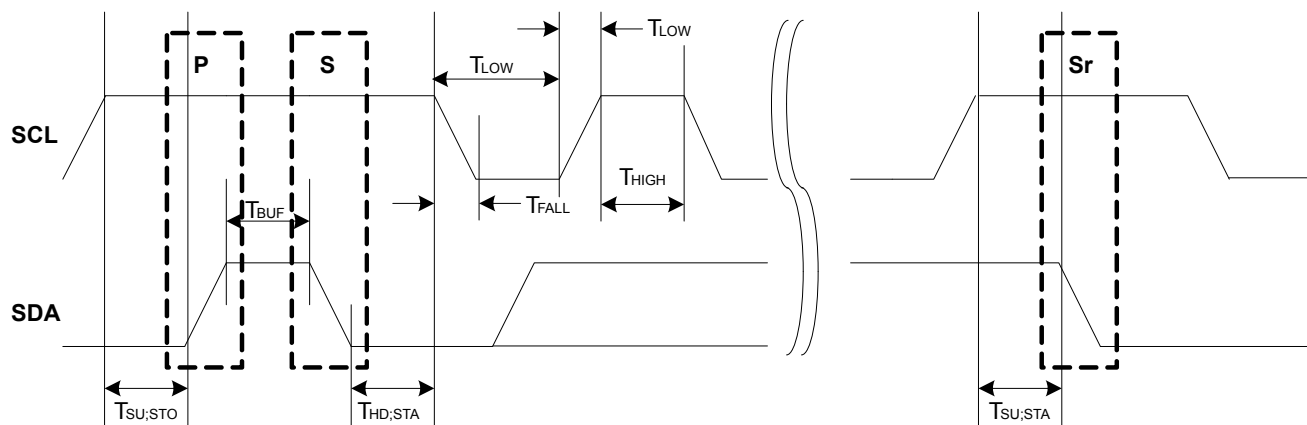 TLOW
P
S
TLOW
Sr
SCL
THIGH
TBUF
TFALL
SDA
TSU;STO
THD;STA
TSU;STA